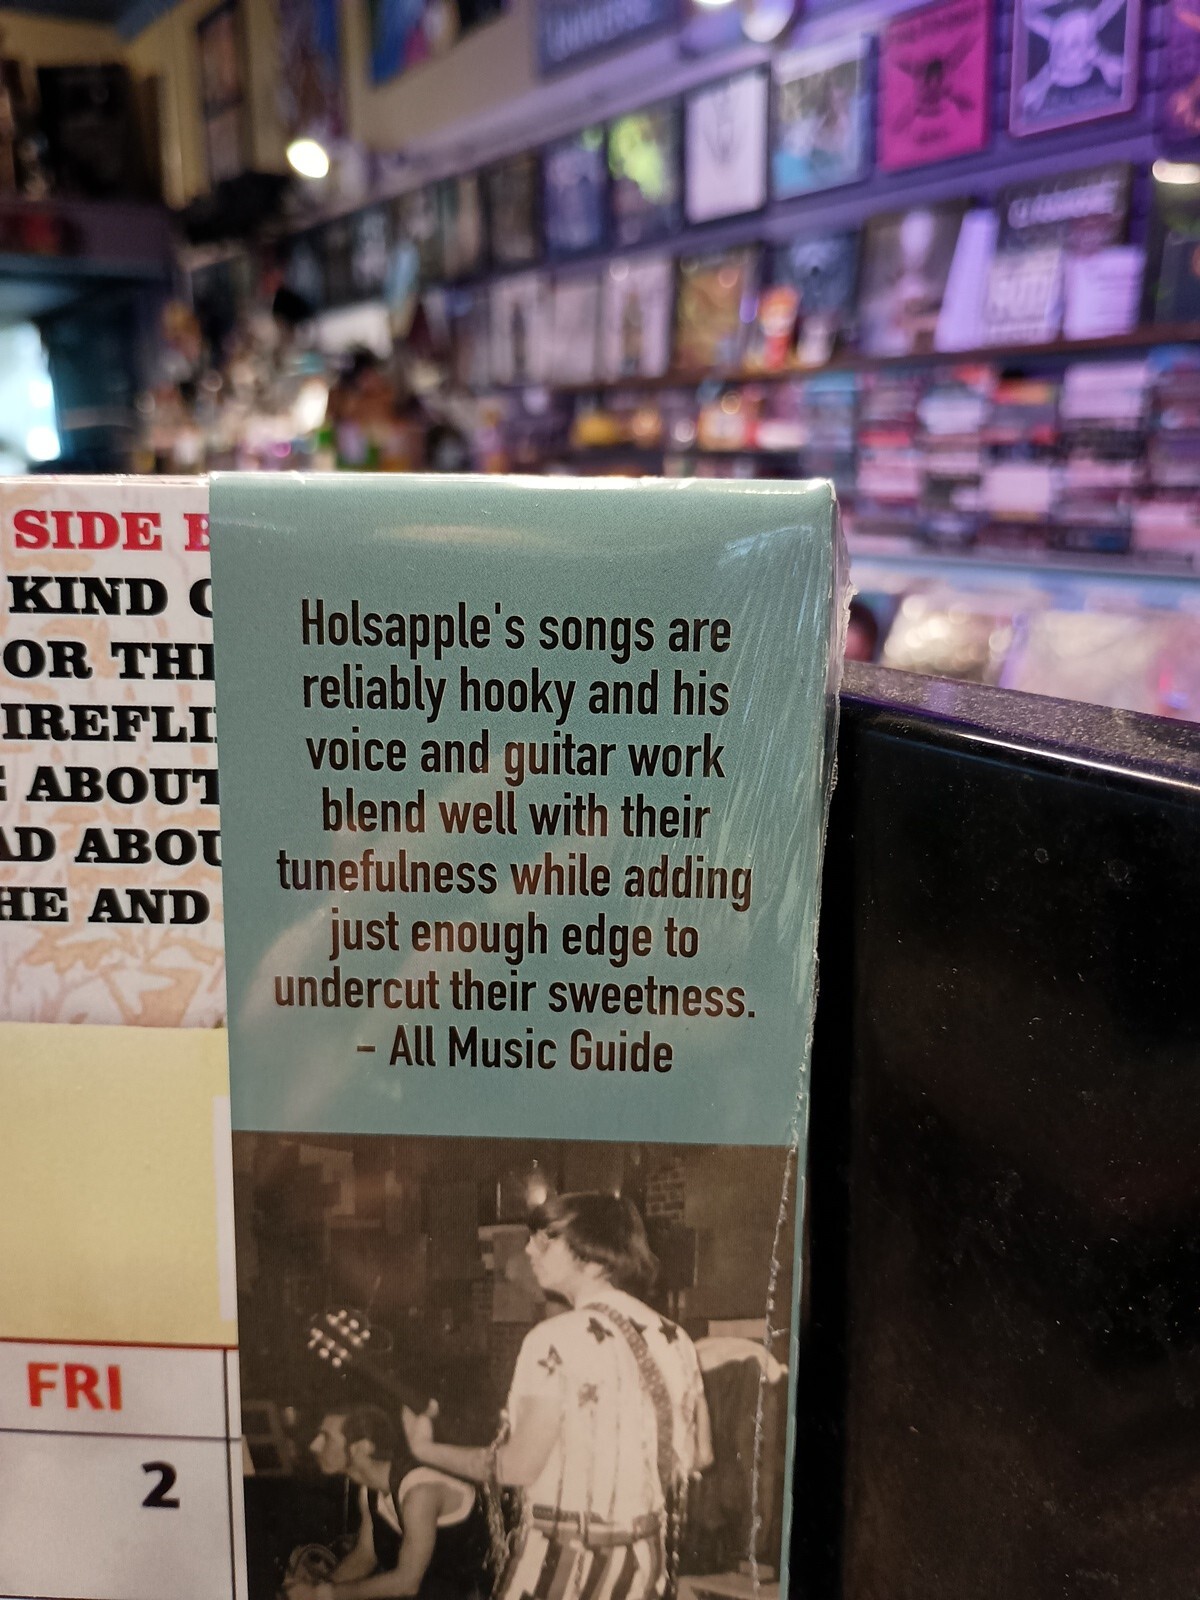 SIDE B
KIND
OR THE
IREFLI
ABOUT
AD ABOU
HE AND
Holsapple's songs are
reliably hooky and his
voice and guitar work
blend well with their
tunefulness while adding
just enough edge to
undercut their sweetness.
– All Music Guide
FRI
2